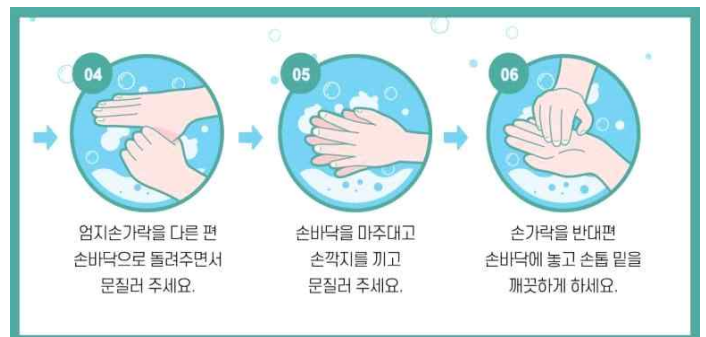 04
엄지손가락을 다른 편
손바닥으로 돌려주면서
문질러 주세요.
05
손바닥을 마주대고
손깍지를 끼고
문질러 주세요.
06
손가락을 반대편
손바닥에 놓고 손톱 밑을
깨끗하게 하세요.